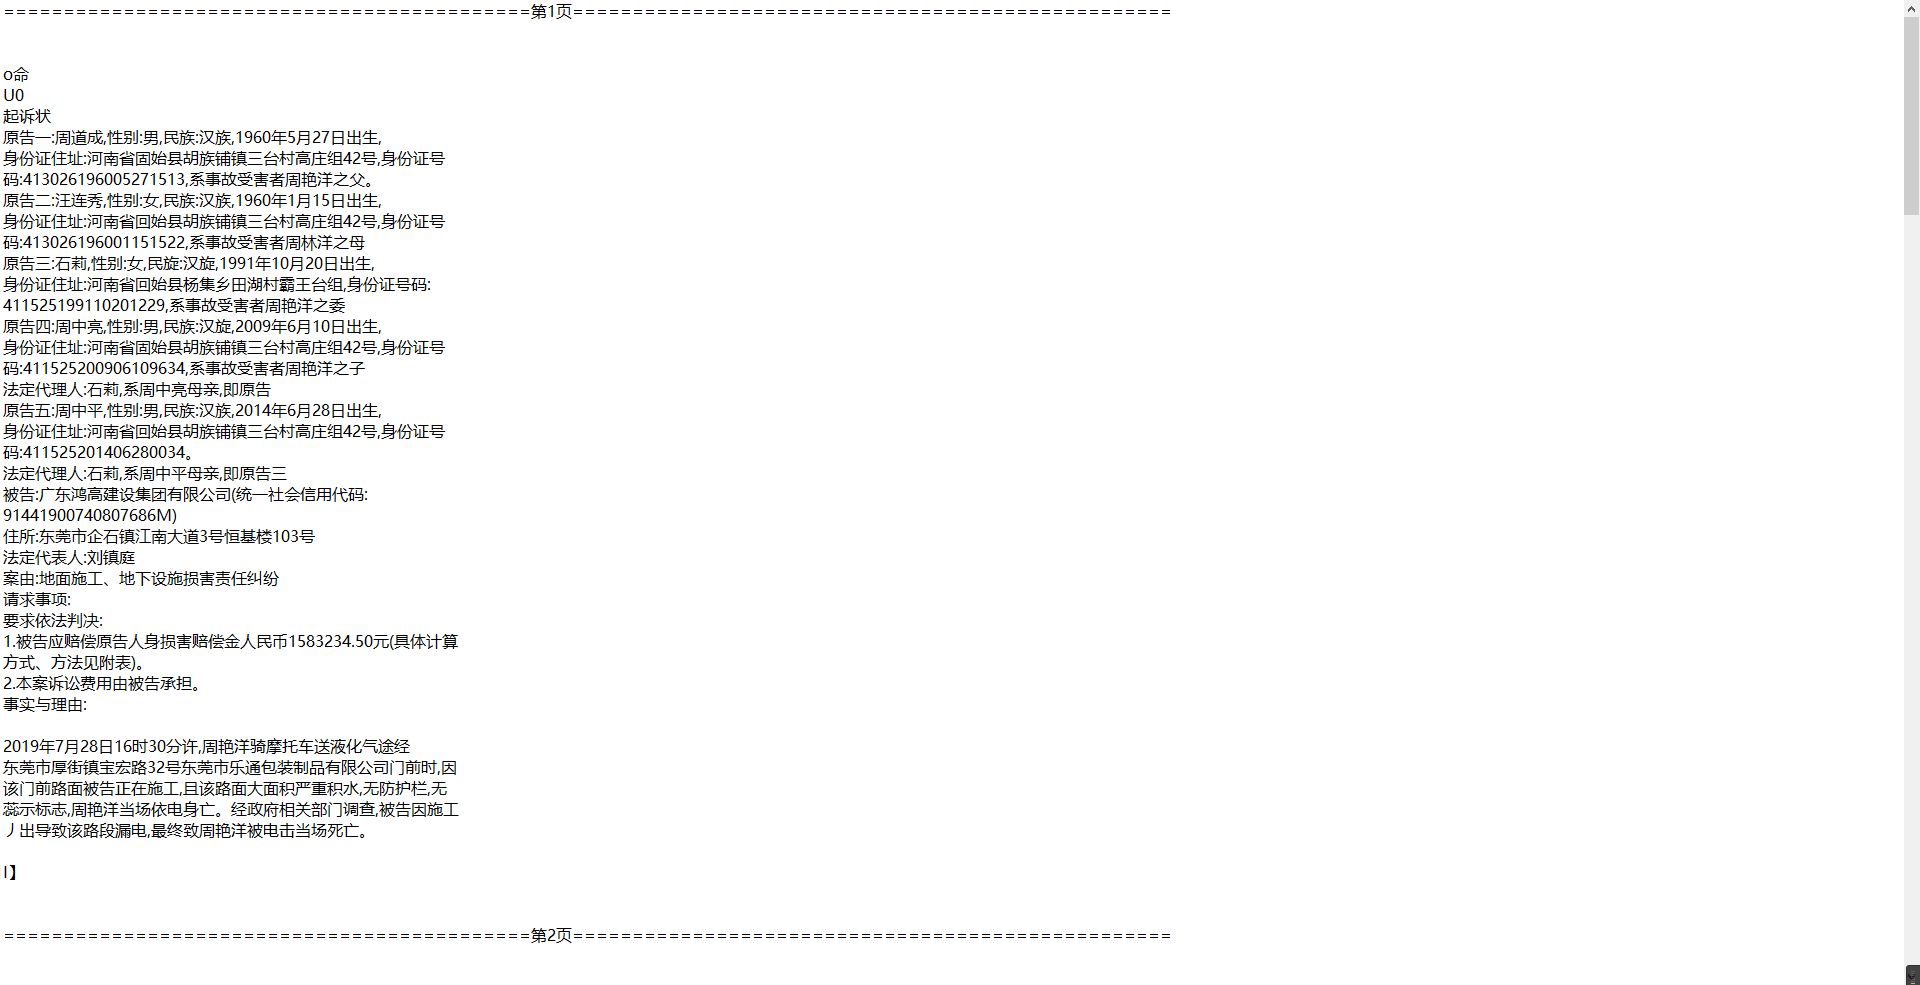 ============================================第1页==================================================
o命
U0
起诉状
原告一:周道成,性别:男,民族:汉族,1960年5月27日出生,
身份证住址:河南省固始县胡族铺镇三台村高庄组42号,身份证号
码:413026196005271513,系事故受害者周艳洋之父。
原告二:汪连秀,性别:女,民族:汉族,1960年1月15日出生,
身份证住址:河南省回始县胡族铺镇三台村高庄组42号,身份证号
码:413026196001151522,系事故受害者周林洋之母
原告三:石莉,性别:女,民旋:汉旋,1991年10月20日出生,
身份证住址:河南省回始县杨集乡田湖村霸王台组,身份证号码:
411525199110201229,系事故受害者周艳洋之委
原告四:周中亮,性别:男,民族:汉旋,2009年6月10日出生,
身份证住址:河南省固始县胡族铺镇三台村高庄组42号,身份证号
码:411525200906109634,系事故受害者周艳洋之子
法定代理人:石莉,系周中亮母亲,即原告
原告五:周中平,性别:男,民族:汉族,2014年6月28日出生,
身份证住址:河南省回始县胡族铺镇三台村高庄组42号,身份证号
码:411525201406280034。
法定代理人:石莉,系周中平母亲,即原告三
被告:广东鸿高建设集团有限公司(统一社会信用代码:
91441900740807686M)
住所:东莞市企石镇江南大道3号恒基楼103号
法定代表人:刘镇庭
案由:地面施工、地下设施损害责任纠纷
请求事项:
要求依法判决:
1.被告应赔偿原告人身损害赔偿金人民币1583234.50元(具体计算
方式、方法见附表)。
2.本案诉讼费用由被告承担。
事实与理由:
2019年7月28日16时30分许,周艳洋骑摩托车送液化气途经
东莞市厚街镇宝宏路32号东莞市乐通包装制品有限公司门前时,因
该门前路面被告正在施工,且该路面大面积严重积水,无防护栏,无
蕊示标志,周艳洋当场依电身亡。经政府相关部门调查,被告因施工
丿出导致该路段漏电,最终致周艳洋被电击当场死亡。
l】
============================================第2页==================================================